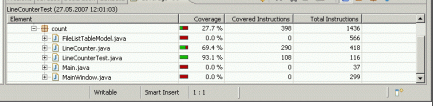 LineCounterTest (27.05.2007 12:01:03)
Element Coverage Covered Instructions Total Instructions
count 27.7 % 398 1436
FileListTableModel.java 0.0 % 0 566
LineCounter.java 69.4 % 290 418
LineCounterTest.java 93.1 % 108 116
Main.java 0.0 % 0 37
MainWindow.java 0.0 % 0 299
Writable Smart Insert 1 : 1